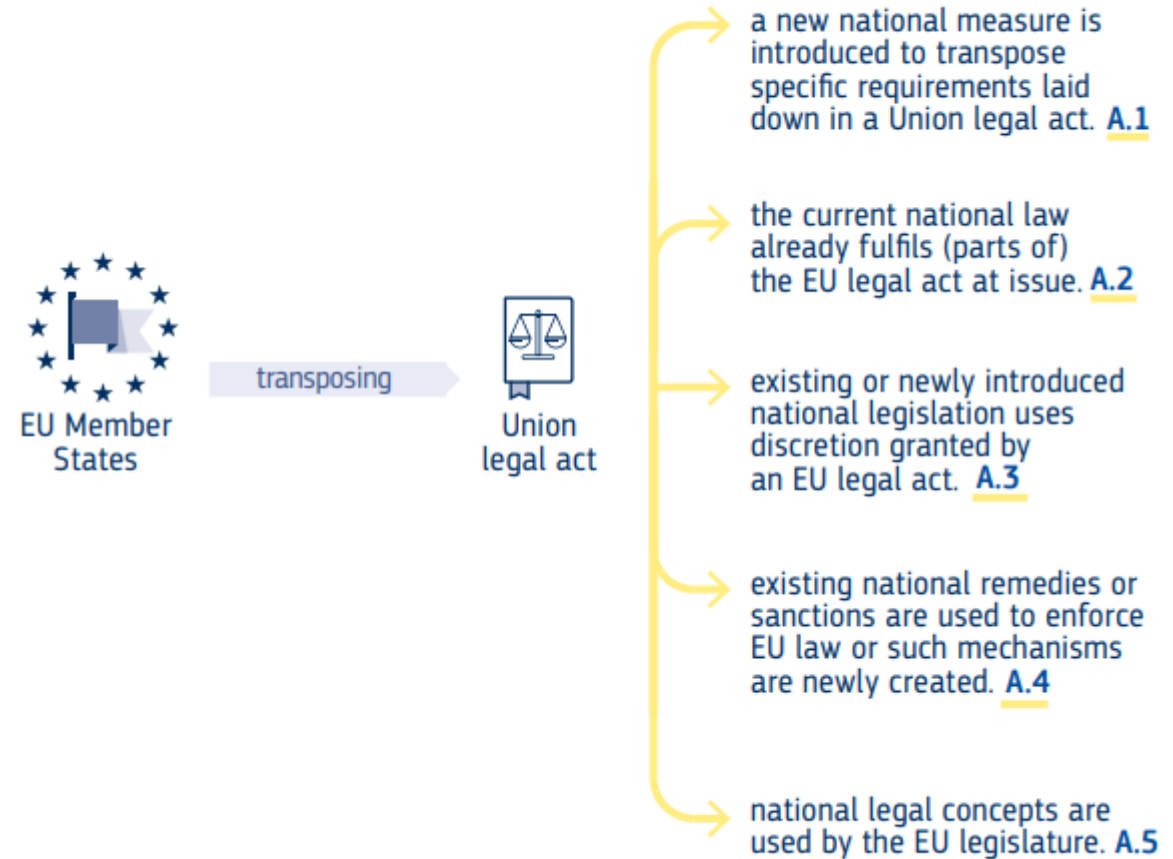 EU Member
States
transposing
Union
legal act
a new national measure is
introduced to transpose
specific requirements laid
down in a Union legal act. A.1
the current national law
already fulfils (parts of)
the EU legal act at issue. A.2
existing or newly introduced
national legislation uses
discretion granted by
an EU legal act. A.3
existing national remedies or
sanctions are used to enforce
EU law or such mechanisms
are newly created. A.4
national legal concepts are
used by the EU legislature. A.5